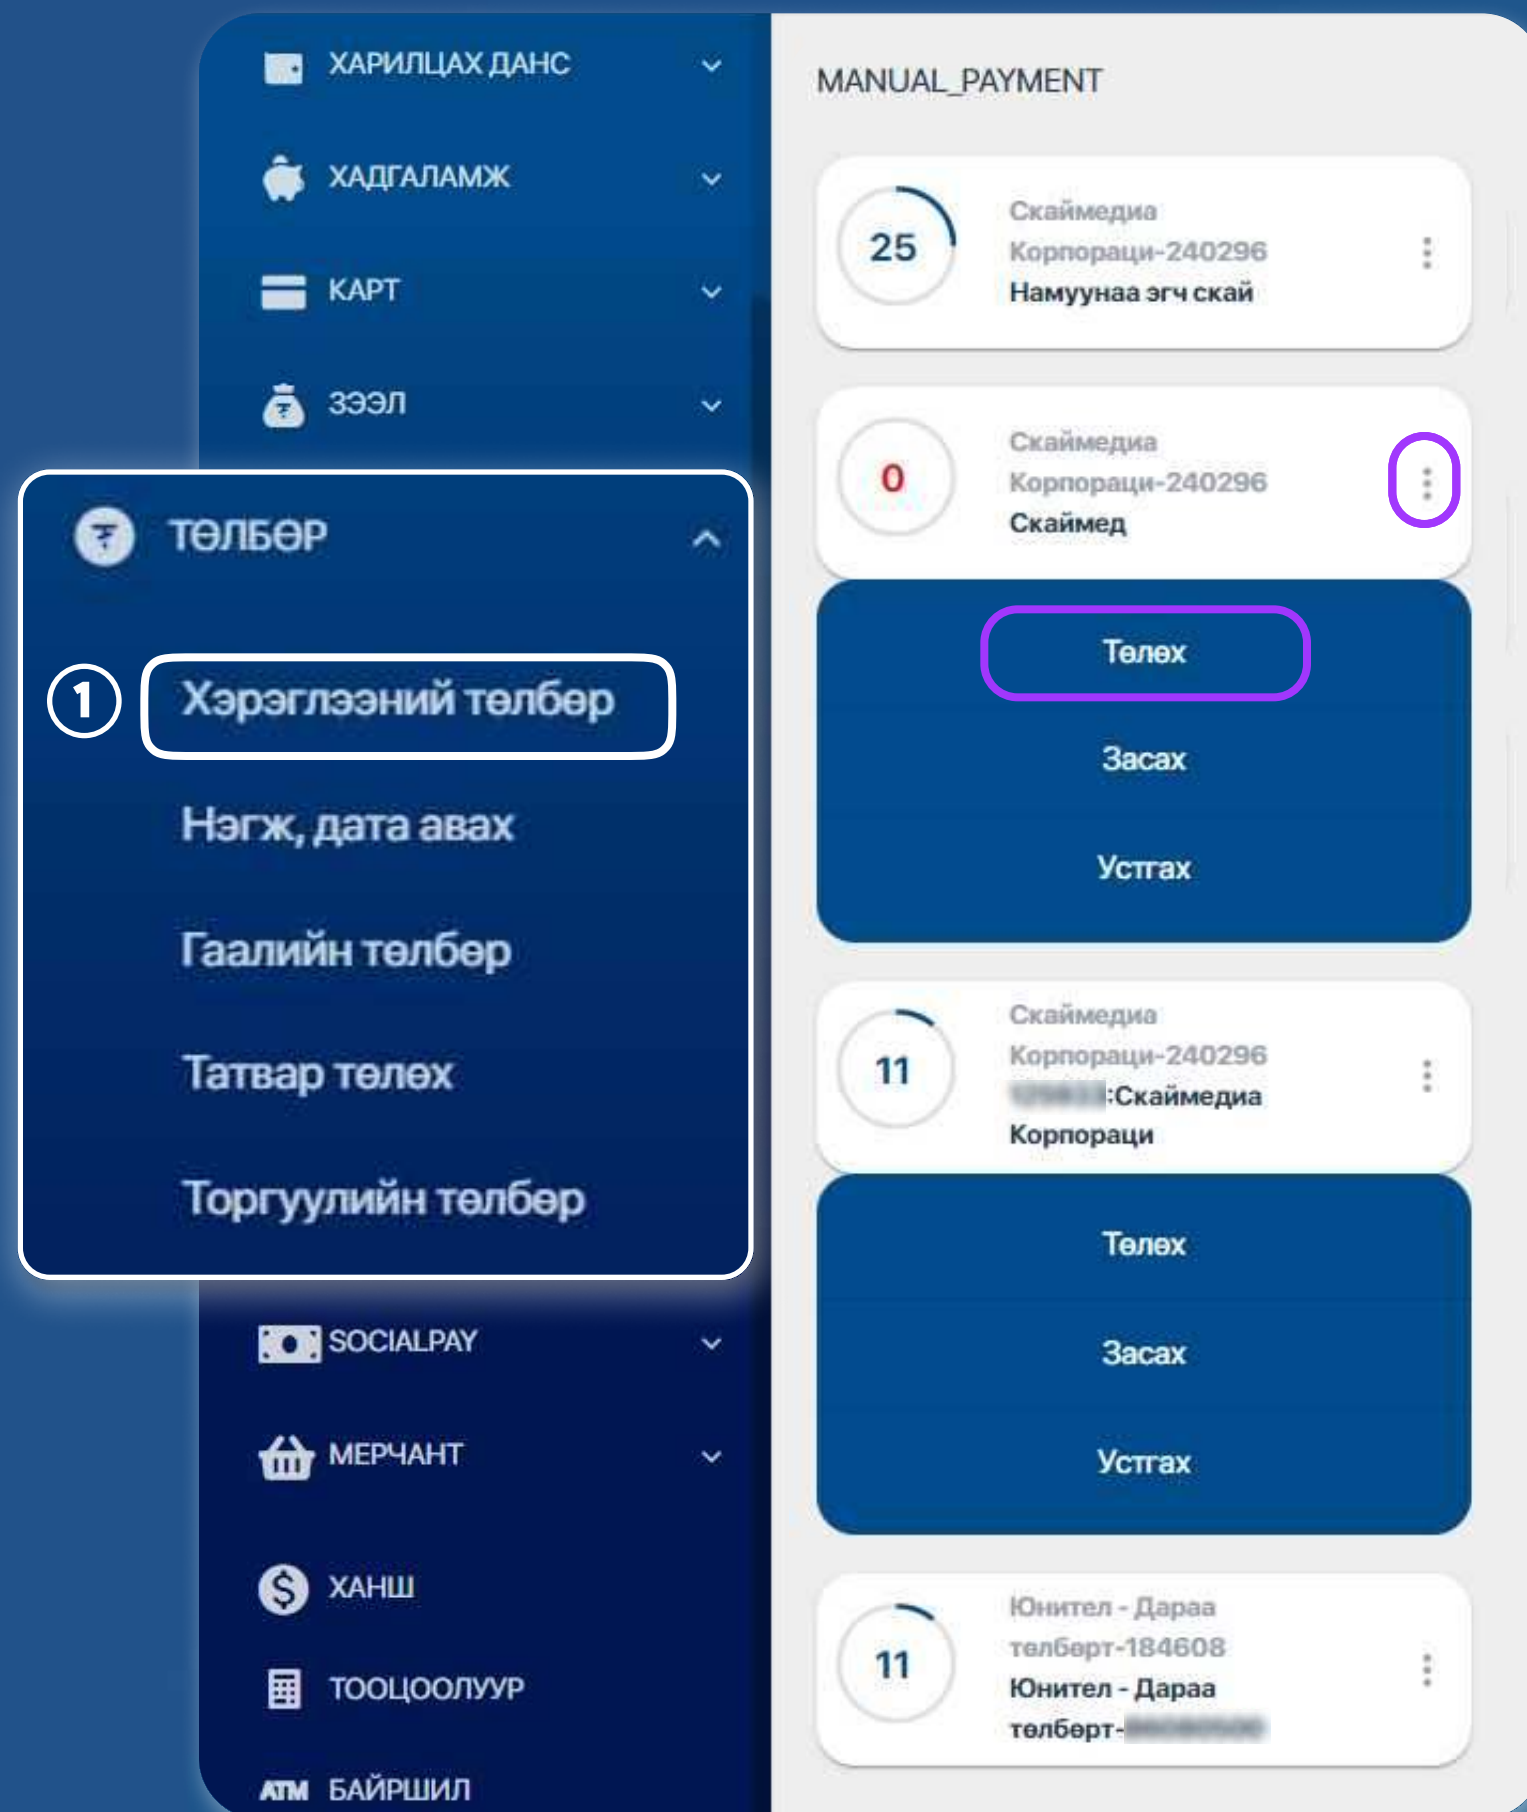 ХАРИЛЦАХ ДАНС
ХАДГАЛАМЖ
КАРТ
ЗЭЭЛ
ТӨЛБӨР
1
Хэрэглээний төлбөр
Нэгж, дата авах
Гаалийн төлбөр
Татвар төлөх
Торгуулийн төлбөр
SOCIALPAY
МЕРЧАНТ
ХАНШ
ТООЦООЛУУР
ATM БАЙРШИЛ
MANUAL_PAYMENT
25
Скаймедиа
Корпораци-240296
Намуунаа эгч скай
0
Скаймедиа
Корпораци-240296
Скаймед
Төлөх
Засах
Устгах
11
Скаймедиа
Корпораци-240296
:Скаймедиа
Корпораци
Төлөх
Засах
Устгах
11
Юнител - Дараа
төлбөрт-184608
Юнител - Дараа
төлбөрт-